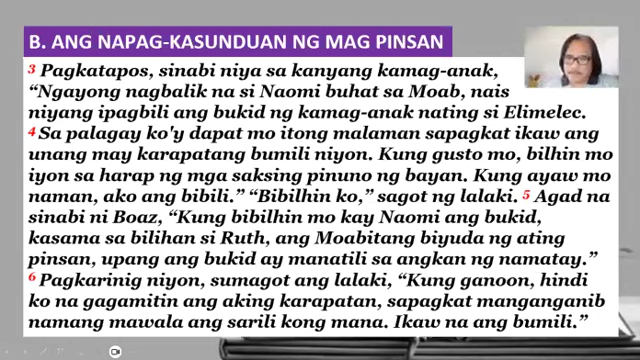 B. ANG NAPAG-KASUNDUAN NG MAG PINSAN
3 Pagkatapos, sinabi niya sa kanyang kamag-anak,
“Ngayong nagbalik na si Naomi buhat sa Moab, nais
niyang ipagbili ang bukid ng kamag-anak nating si Elimelec.
4 Sa palagay ko'y dapat mo itong malaman sapagkat ikaw ang
unang may karapatang bumili niyon. Kung gusto mo, bilhin mo
iyon sa harap ng mga saksing pinuno ng bayan. Kung ayaw mo
naman, ako ang bibili.” “Bibilhin ko,” sagot ng lalaki. 5 Agad na
sinabi ni Boaz, “Kung bibilhin mo kay Naomi ang bukid,
kasama sa bilihan si Ruth, ang Moabitang biyuda ng ating
pinsan, upang ang bukid ay manatili sa angkan ng namatay.”
6 Pagkarinig niyon, sumagot ang lalaki, “Kung ganoon, hindi
ko na gagamitin ang aking karapatan, sapagkat manganganib
namang mawala ang sarili kong mana. Ikaw na ang bumili.”